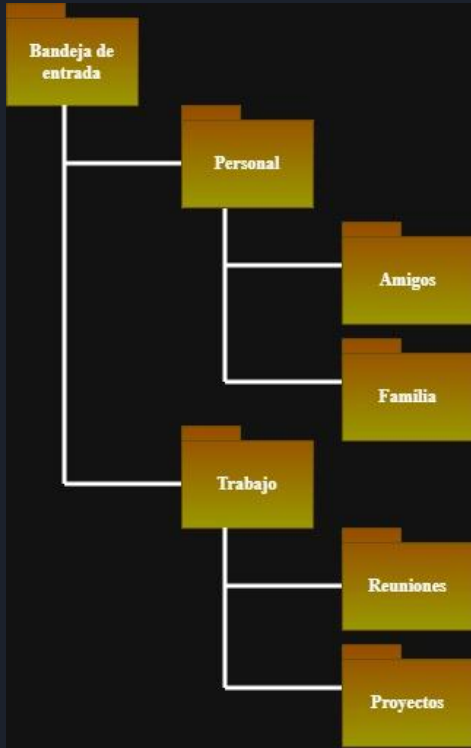 Bandeja de
entrada
Personal
Amigos
Familia
Trabajo
Reuniones
Proyectos